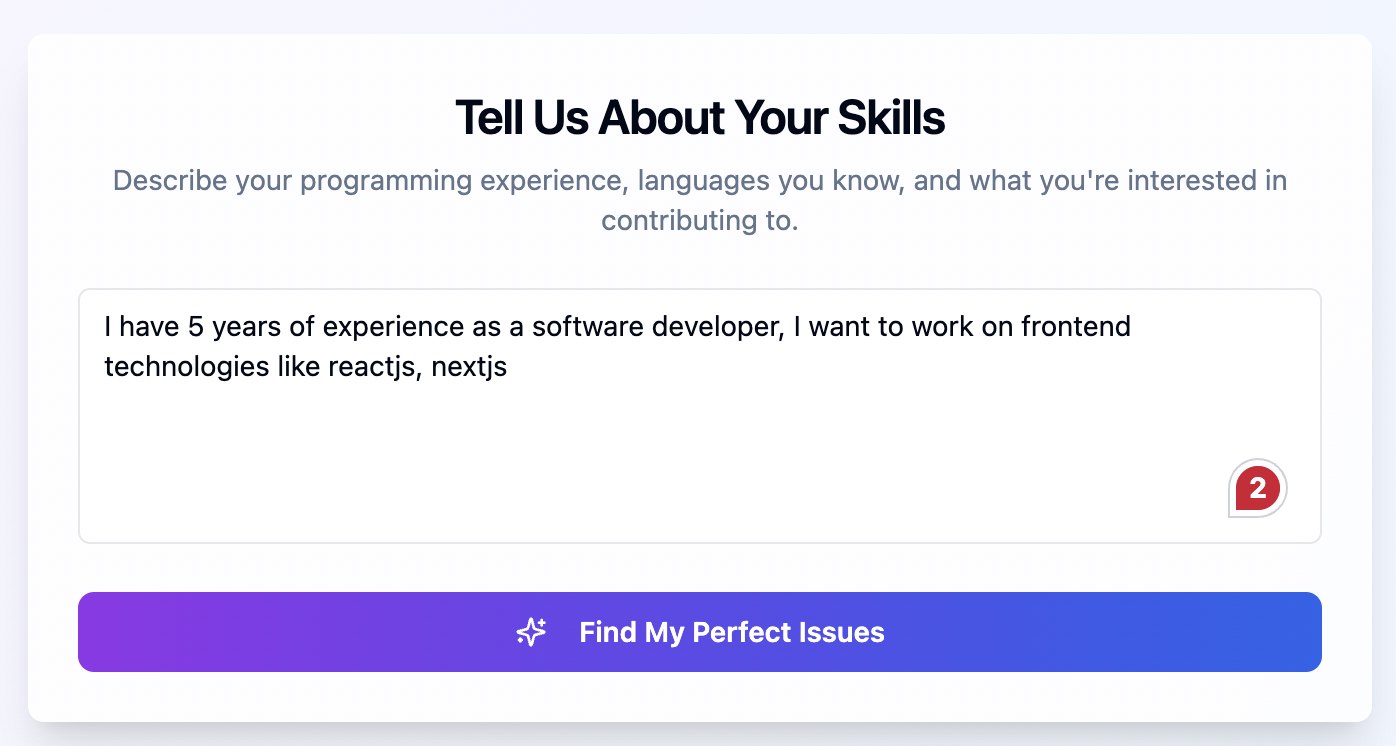 Tell Us About Your Skills
Describe your programming experience, languages you know, and what you're interested in
contributing to.
I have 5 years of experience as a software developer, I want to work on frontend
technologies like reactjs, nextjs
2
Find My Perfect Issues